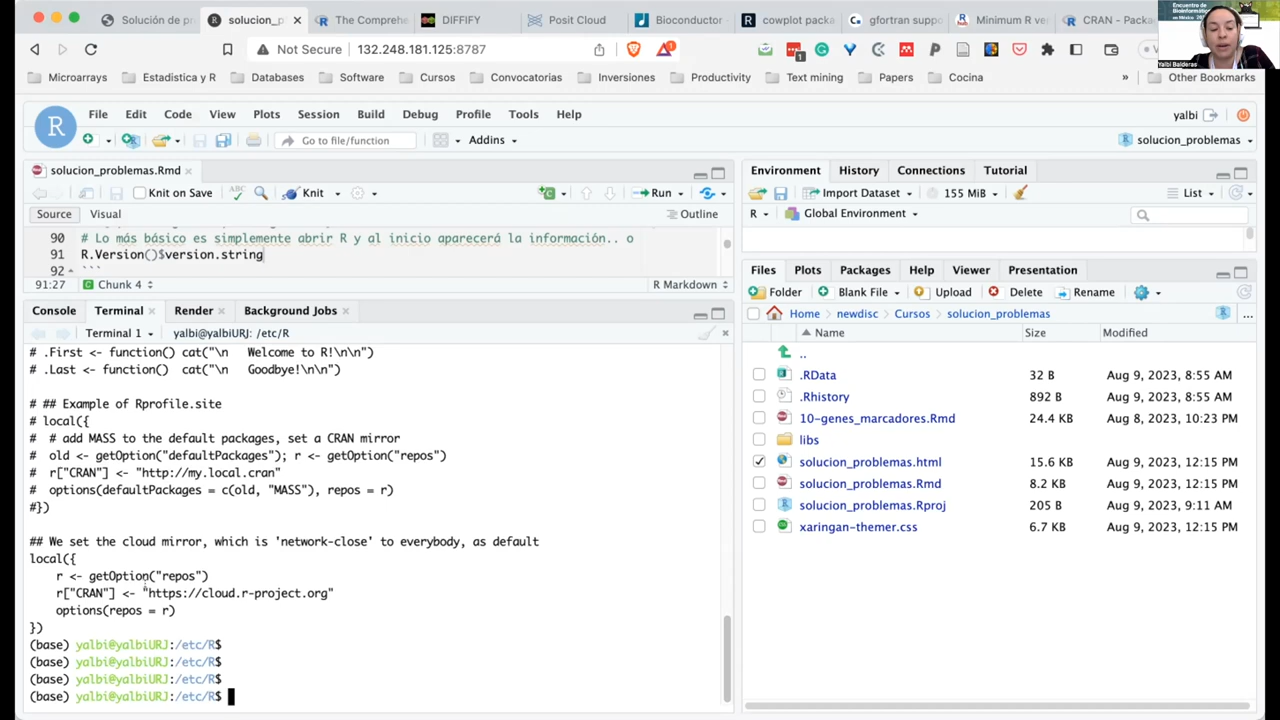 Solución de pr
solucion_p
The Comprehe
DIFFIFY
Posit Cloud
Bioconductor
cowplot pack
gfortran supp
Minimum R ve
CRAN - Packa
Encuentro de
Bioinformática
en México
Yalbi Balderas
Not Secure 132.248.181.125:8787
Microarrays
Estadistica y R
Databases
Software
Cursos
Convocatorias
Inversiones
Productivity
Text mining
Papers
Cocina
»
Other Bookmarks
File Edit Code View Plots Session Build Debug Profile Tools Help
yalbi
Go to file/function
Addins
solucion_problemas
solucion_problemas.Rmd
Knit on Save
ABC
Knit
Run
Source Visual
Outline
90 # Lo más básico es simplemente abrir R y al inicio aparecerá la información.. o
91 R.Version()$version.string
92 ```
91:27 Chunk 4 R Markdown
Console Terminal Render Background Jobs
Terminal 1 yalbi@yalbiURJ: /etc/R
# .First <- function() cat("\n Welcome to R!\n\n")
# .Last <- function() cat("\n Goodbye!\n\n")
# ## Example of Rprofile.site
# local({
# # add MASS to the default packages, set a CRAN mirror
# old <- getOption("defaultPackages"); r <- getOption("repos")
# r["CRAN"] <- "http://my.local.cran"
# options(defaultPackages = c(old, "MASS"), repos = r)
#})
## We set the cloud mirror, which is 'network-close' to everybody, as default
local({
r <- getOption("repos")
r["CRAN"] <- "https://cloud.r-project.org"
options(repos = r)
})
(base) yalbi@yalbiURJ:/etc/R$
(base) yalbi@yalbiURJ:/etc/R$
(base) yalbi@yalbiURJ:/etc/R$
(base) yalbi@yalbiURJ:/etc/R$
Environment History Connections Tutorial
Import Dataset 155 MiB List
R Global Environment
Files Plots Packages Help Viewer Presentation
Folder Blank File Upload Delete Rename
Home newdisc Cursos solucion_problemas ...
Name Size Modified
..
.RData 32 B Aug 9, 2023, 8:55 AM
.Rhistory 892 B Aug 9, 2023, 8:55 AM
10-genes_marcadores.Rmd 24.4 KB Aug 8, 2023, 10:23 PM
libs
solucion_problemas.html 15.6 KB Aug 9, 2023, 12:15 PM
solucion_problemas.Rmd 8.2 KB Aug 9, 2023, 12:15 PM
solucion_problemas.Rproj 205 B Aug 9, 2023, 9:11 AM
xaringan-themer.css 6.7 KB Aug 9, 2023, 12:15 PM